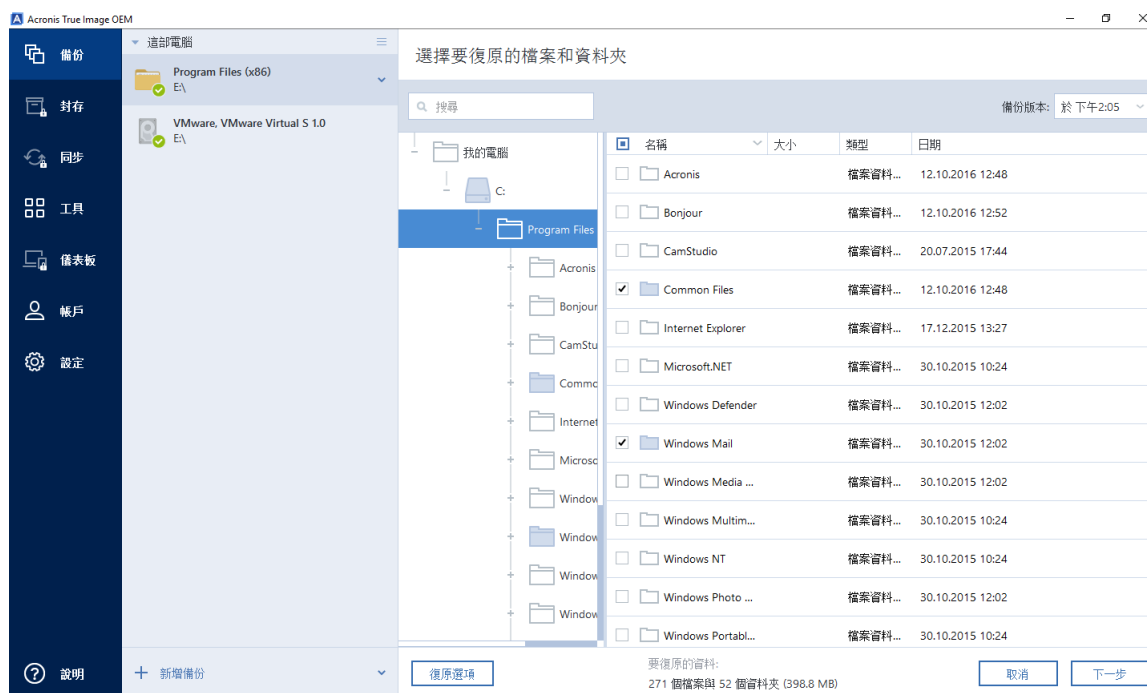 Acronis True Image OEM
備份
封存
同步
工具
儀表板
帳戶
設定
說明
這部電腦
Program Files (x86)
E:\
VMware, VMware Virtual S 1.0
E:\
新增備份
選擇要復原的檔案和資料夾
搜尋
備份版本: 於 下午2:05
我的電腦
C:
Program Files
Acronis
Bonjour
CamStu
Commo
Internet
Microso
Window
Window
Window
Window
名稱 大小 類型 日期
Acronis 檔案資料... 12.10.2016 12:48
Bonjour 檔案資料... 12.10.2016 12:52
CamStudio 檔案資料... 20.07.2015 17:44
Common Files 檔案資料... 12.10.2016 12:48
Internet Explorer 檔案資料... 17.12.2015 13:27
Microsoft.NET 檔案資料... 30.10.2015 10:24
Windows Defender 檔案資料... 30.10.2015 12:02
Windows Mail 檔案資料... 30.10.2015 12:02
Windows Media ... 檔案資料... 30.10.2015 12:02
Windows Multim... 檔案資料... 30.10.2015 10:24
Windows NT 檔案資料... 30.10.2015 10:24
Windows Photo ... 檔案資料... 30.10.2015 12:02
Windows Portabl... 檔案資料... 30.10.2015 10:24
復原選項
要復原的資料:
271 個檔案與 52 個資料夾 (398.8 MB)
取消
下一步